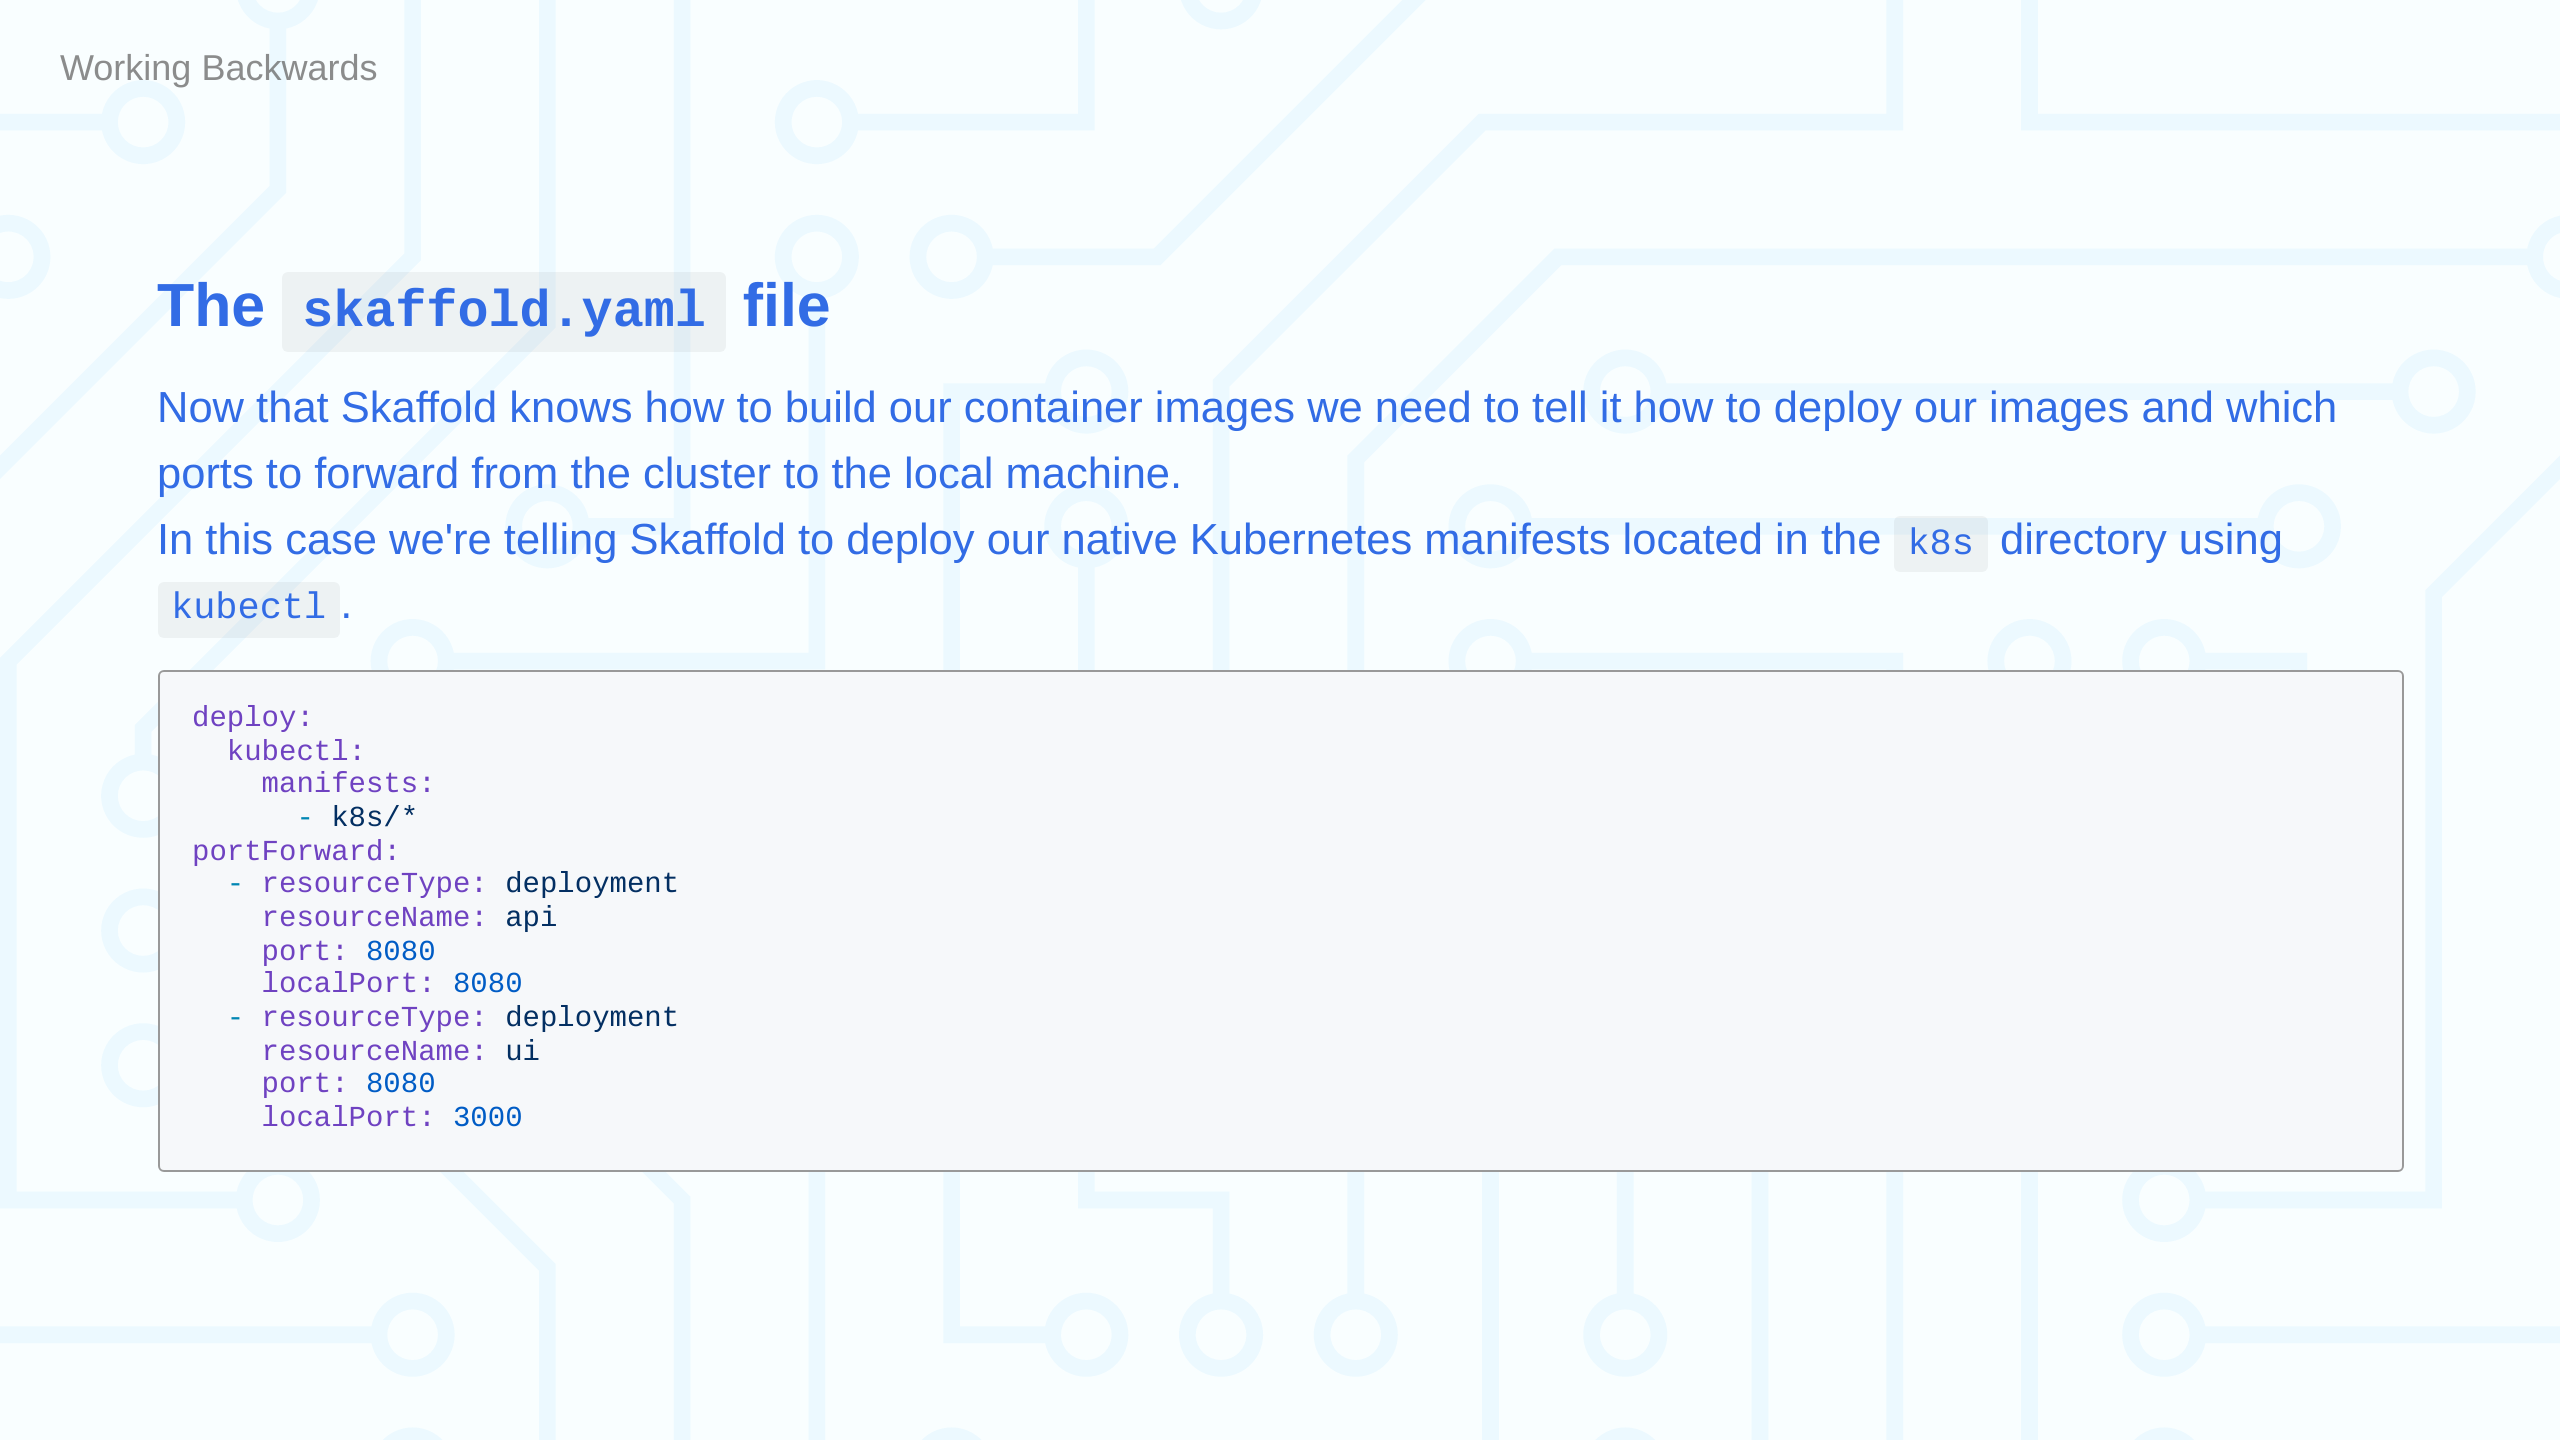 Working Backwards
The skaffold.yaml file
Now that Skaffold knows how to build our container images we need to tell it how to deploy our images and which
ports to forward from the cluster to the local machine.
In this case we're telling Skaffold to deploy our native Kubernetes manifests located in the k8s directory using
kubectl.
deploy:
  kubectl:
    manifests:
      - k8s/*
portForward:
  - resourceType: deployment
    resourceName: api
    port: 8080
    localPort: 8080
  - resourceType: deployment
    resourceName: ui
    port: 8080
    localPort: 3000